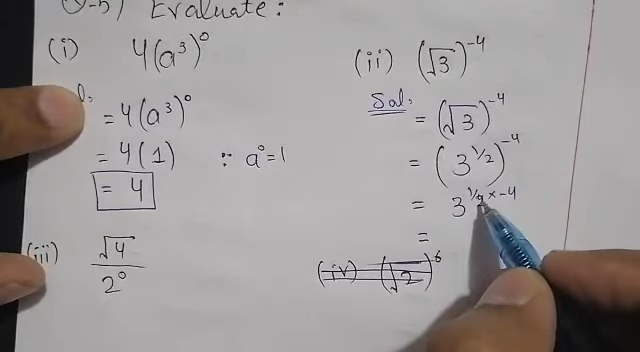 Evaluate:
(i) 4(a³)⁰
= 4(a³)⁰
= 4(1) ∵ a⁰=1
= 4
(ii) (√3)⁻⁴
Sol.
= (√3)⁻⁴
= (3^1/2)⁻⁴
= 3^1/2 × -4
=
(iii) √4/2⁰
(iv) (√2)⁶